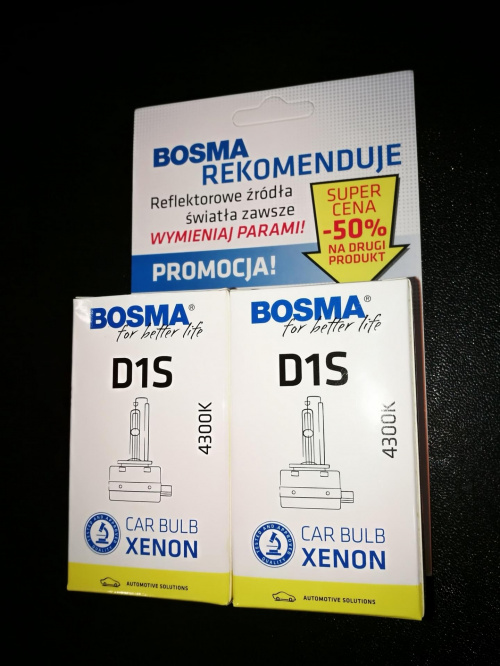 BOSMA
REKOMENDUJE
Reflektorowe źródła
światła zawsze
WYMIENIAJ PARAMI!
PROMOCJA!
SUPER
CENA
-50%
NA DRUGI
PRODUKT
BOSMA®
for better life
D1S
4300K
CAR BULB
XENON
AUTOMOTIVE SOLUTIONS
BOSMA®
for better life
D1S
4300K
CAR BULB
XENON
AUTOMOTIVE SOLUTIONS